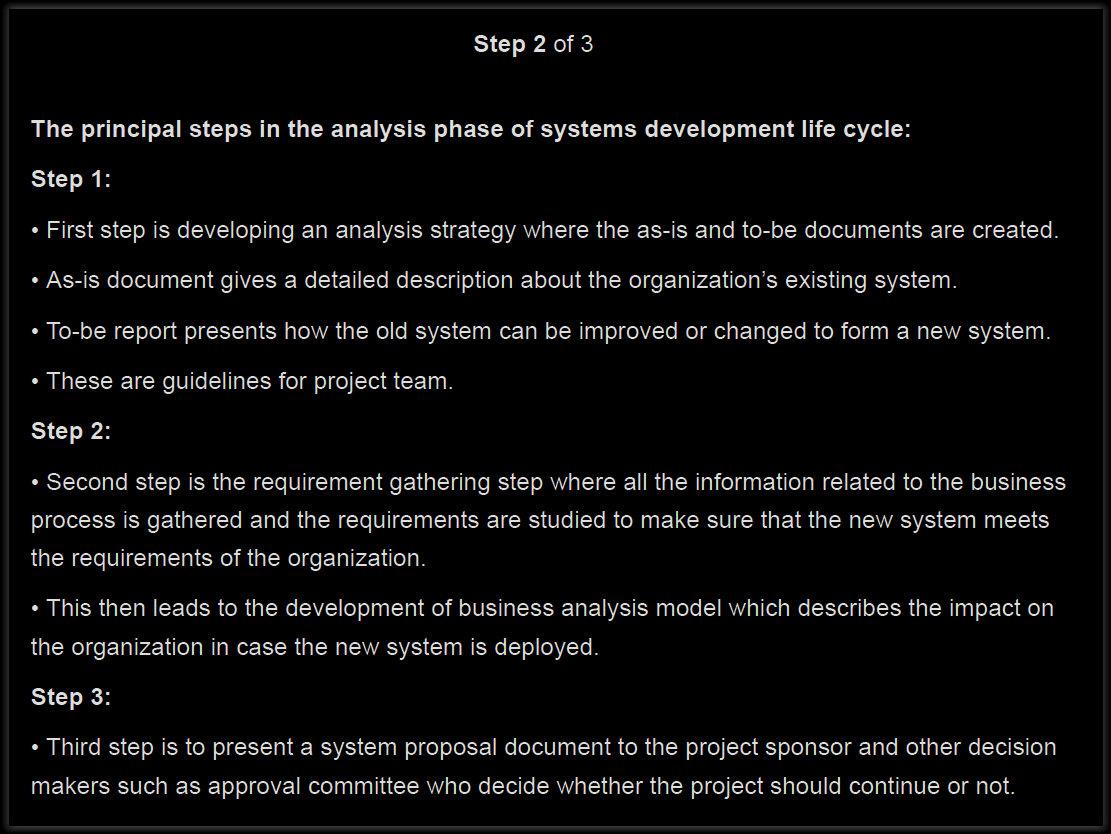 Step 2 of 3
The principal steps in the analysis phase of systems development life cycle:
Step 1:
• First step is developing an analysis strategy where the as-is and to-be documents are created.
• As-is document gives a detailed description about the organization’s existing system.
• To-be report presents how the old system can be improved or changed to form a new system.
• These are guidelines for project team.
Step 2:
• Second step is the requirement gathering step where all the information related to the business
process is gathered and the requirements are studied to make sure that the new system meets
the requirements of the organization.
• This then leads to the development of business analysis model which describes the impact on
the organization in case the new system is deployed.
Step 3:
• Third step is to present a system proposal document to the project sponsor and other decision
makers such as approval committee who decide whether the project should continue or not.